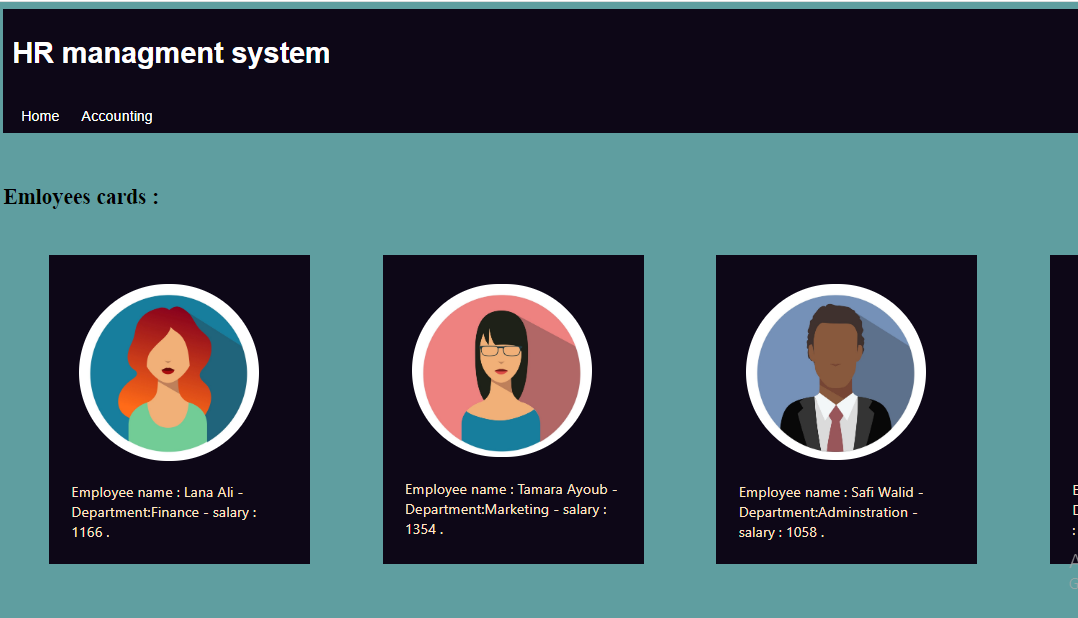 HR managment system
Home Accounting
Emloyees cards :
Employee name : Lana Ali -
Department:Finance - salary :
1166 .
Employee name : Tamara Ayoub -
Department:Marketing - salary :
1354 .
Employee name : Safi Walid -
Department:Adminstration -
salary : 1058 .